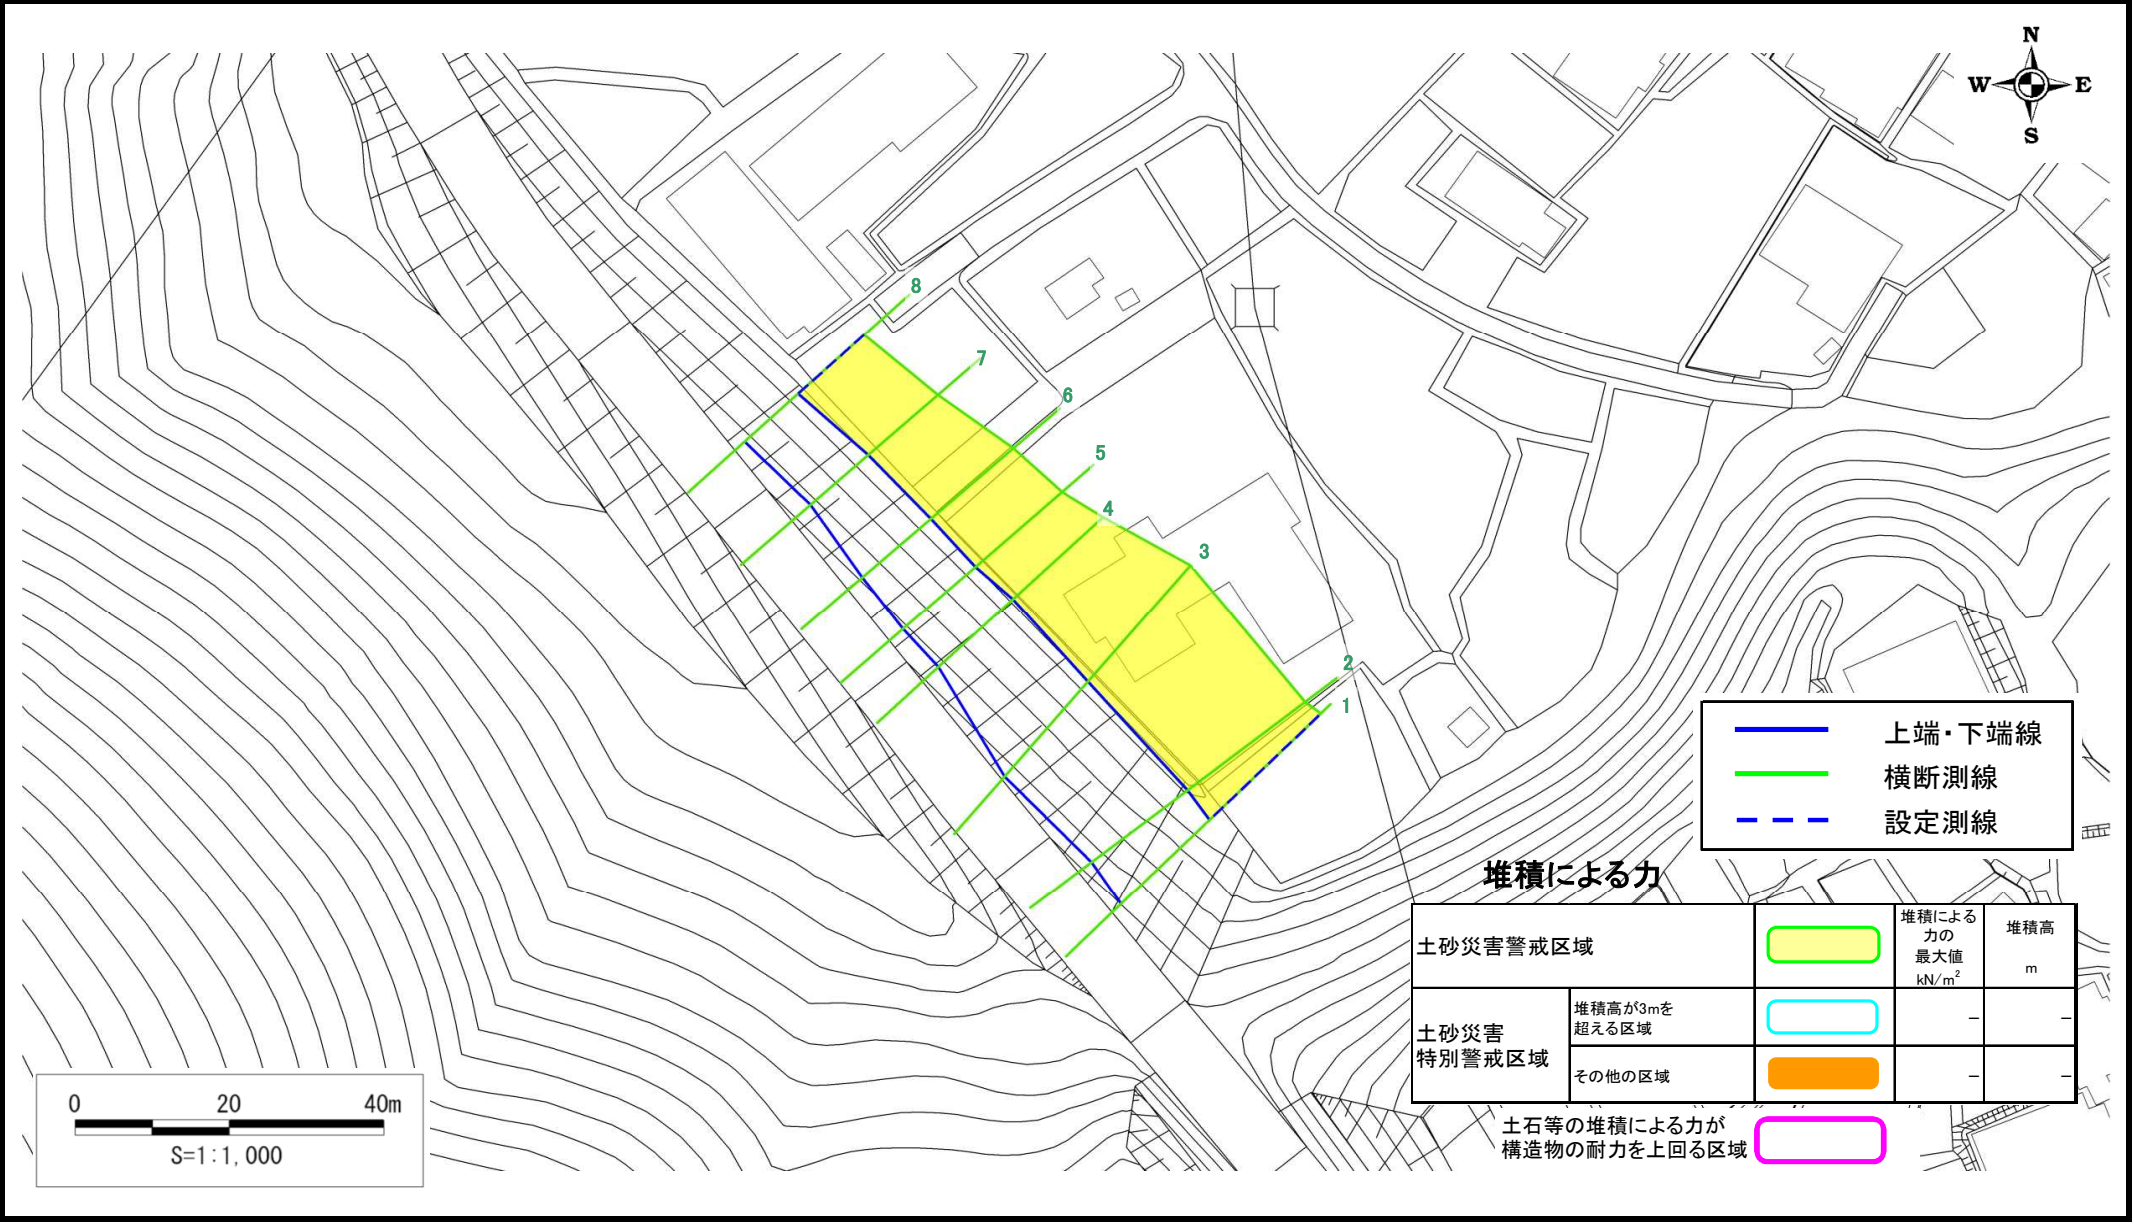 N
W E
S
8
7
6
5
4
3
2
1
上端・下端線
横断測線
設定測線
堆積による力
土砂災害警戒区域
堆積による
力の
最大値
kN/m²
堆積高
m
土砂災害
特別警戒区域
堆積高が3mを
超える区域
－ －
その他の区域
－ －
土石等の堆積による力が
構造物の耐力を上回る区域
0 20 40m
S=1:1,000